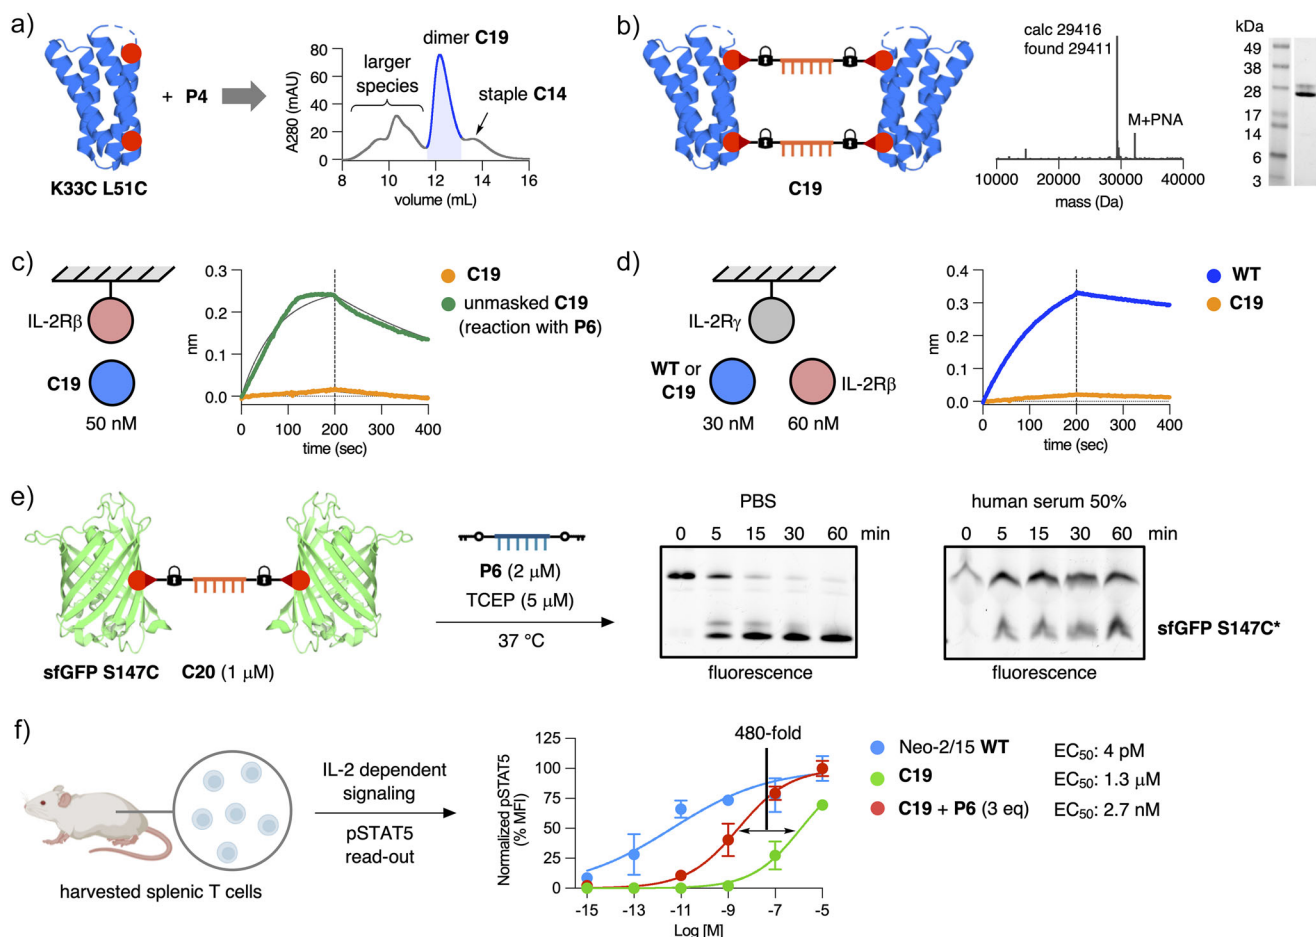 a)
K33C L51C
+ P4
A280 (mAU)
80
60
40
20
0
8
10
12
14
16
volume (mL)
larger
species
dimer C19
staple C14
b)
C19
calc 29416
found 29411
M+PNA
10000
20000
30000
40000
mass (Da)
kDa
49
38
28
17
14
6
3
c)
IL-2Rβ
C19
50 nM
nm
0.3
0.2
0.1
0.0
0
100
200
300
400
time (sec)
C19
unmasked C19
(reaction with P6)
d)
IL-2Rγ
WT or
C19
IL-2Rβ
30 nM
60 nM
nm
0.4
0.3
0.2
0.1
0.0
0
100
200
300
400
time (sec)
WT
C19
e)
sfGFP S147C
C20 (1 μM)
P6 (2 μM)
TCEP (5 μM)
37 °C
PBS
0 5 15 30 60 min
fluorescence
human serum 50%
0 5 15 30 60 min
sfGFP S147C*
fluorescence
f)
harvested splenic T cells
IL-2 dependent
signaling
pSTAT5
read-out
Normalized pSTAT5
(% MFI)
125
100
75
50
25
0
-15
-13
-11
-9
-7
-5
Log [M]
480-fold
Neo-2/15 WT EC50: 4 pM
C19 EC50: 1.3 μM
C19 + P6 (3 eq) EC50: 2.7 nM